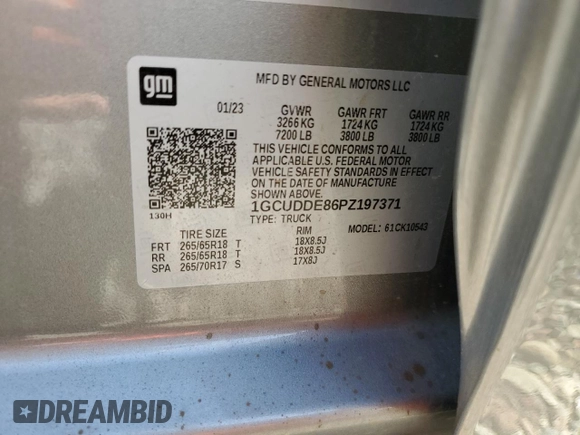 gm
MFD BY GENERAL MOTORS LLC
01/23 GVWR GAWR FRT GAWR RR
3266 KG 1724 KG 1724 KG
7200 LB 3800 LB 3800 LB
THIS VEHICLE CONFORMS TO ALL
APPLICABLE U.S. FEDERAL MOTOR
VEHICLE SAFETY STANDARDS IN EFFECT
ON THE DATE OF MANUFACTURE
SHOWN ABOVE.
130H
1GCUDDE86PZ197371
TYPE: TRUCK
MODEL: 61CK10543
TIRE SIZE RIM
FRT 265/65R18 T 18X8.5J
RR 265/65R18 T 18X8.5J
SPA 265/70R17 S 17X8J
DREAMBID